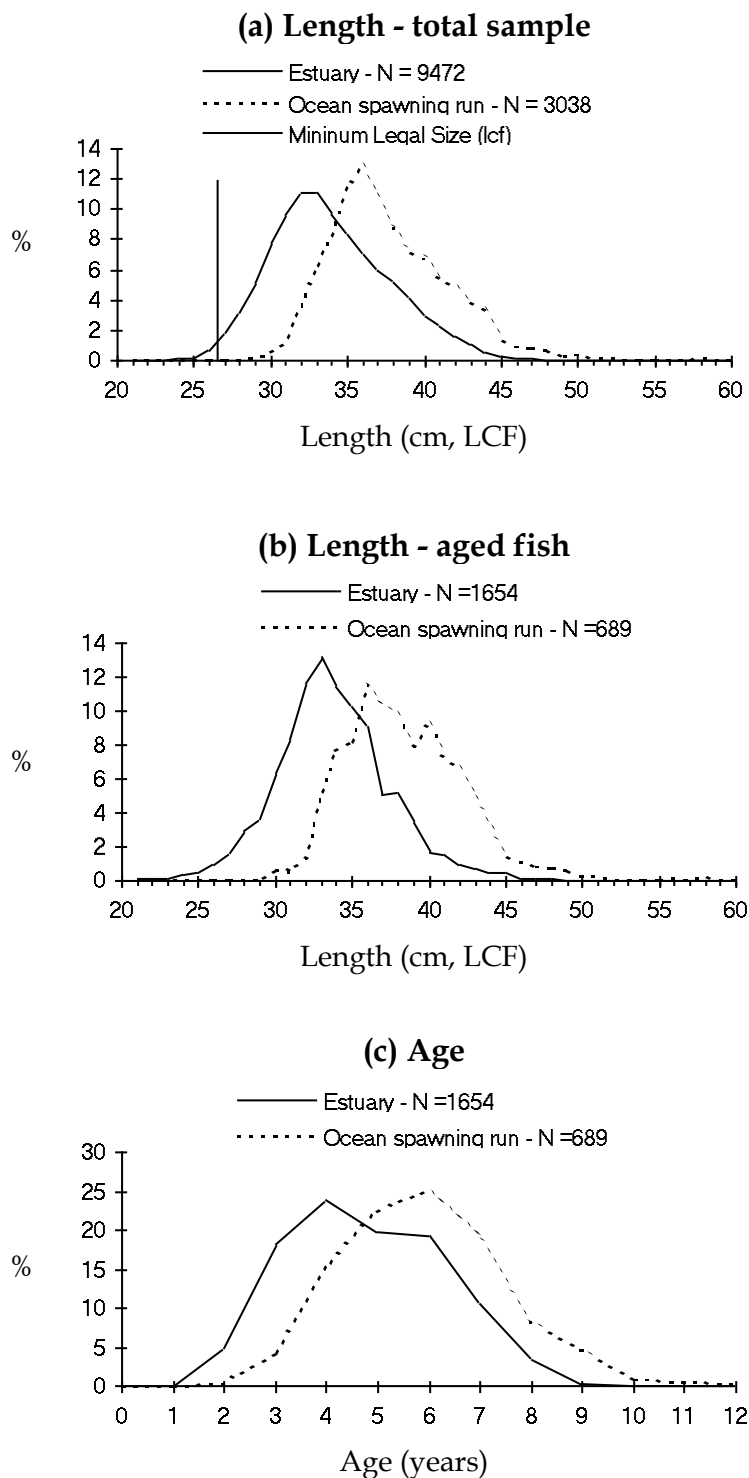 (a) Length - total sample
Estuary - N = 9472
Ocean spawning run - N = 3038
Mininum Legal Size (lcf)
14
12
10
8
6
4
2
0
%
20 25 30 35 40 45 50 55 60
Length (cm, LCF)
(b) Length - aged fish
Estuary - N =1654
Ocean spawning run - N =689
14
12
10
8
6
4
2
0
%
20 25 30 35 40 45 50 55 60
Length (cm, LCF)
(c) Age
Estuary - N =1654
Ocean spawning run - N =689
30
25
20
15
10
5
0
%
0 1 2 3 4 5 6 7 8 9 10 11 12
Age (years)